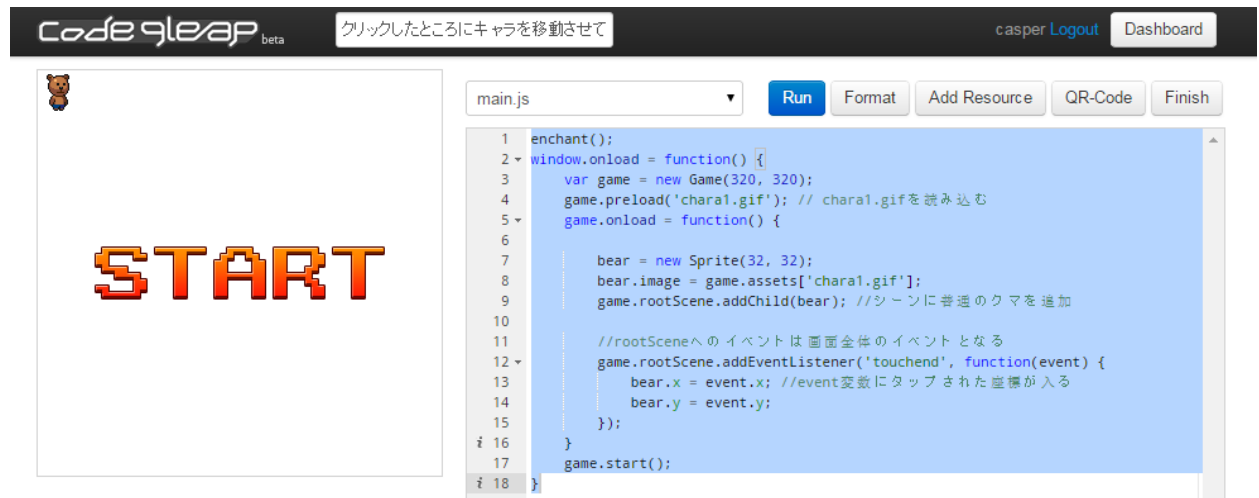 code 9leap beta
クリックしたところにキャラを移動させて
casper Logout
Dashboard
START
main.js
Run
Format
Add Resource
QR-Code
Finish
1 enchant();
2 window.onload = function() {
3 var game = new Game(320, 320);
4 game.preload('chara1.gif'); // chara1.gifを読み込む
5 game.onload = function() {
6
7 bear = new Sprite(32, 32);
8 bear.image = game.assets['chara1.gif'];
9 game.rootScene.addChild(bear); //シーンに普通のクマを追加
10
11 //rootSceneへのイベントは画面全体のイベントとなる
12 game.rootScene.addEventListener('touchend', function(event) {
13 bear.x = event.x; //event変数にタップされた座標が入る
14 bear.y = event.y;
15 });
i 16 }
17 game.start();
i 18 }